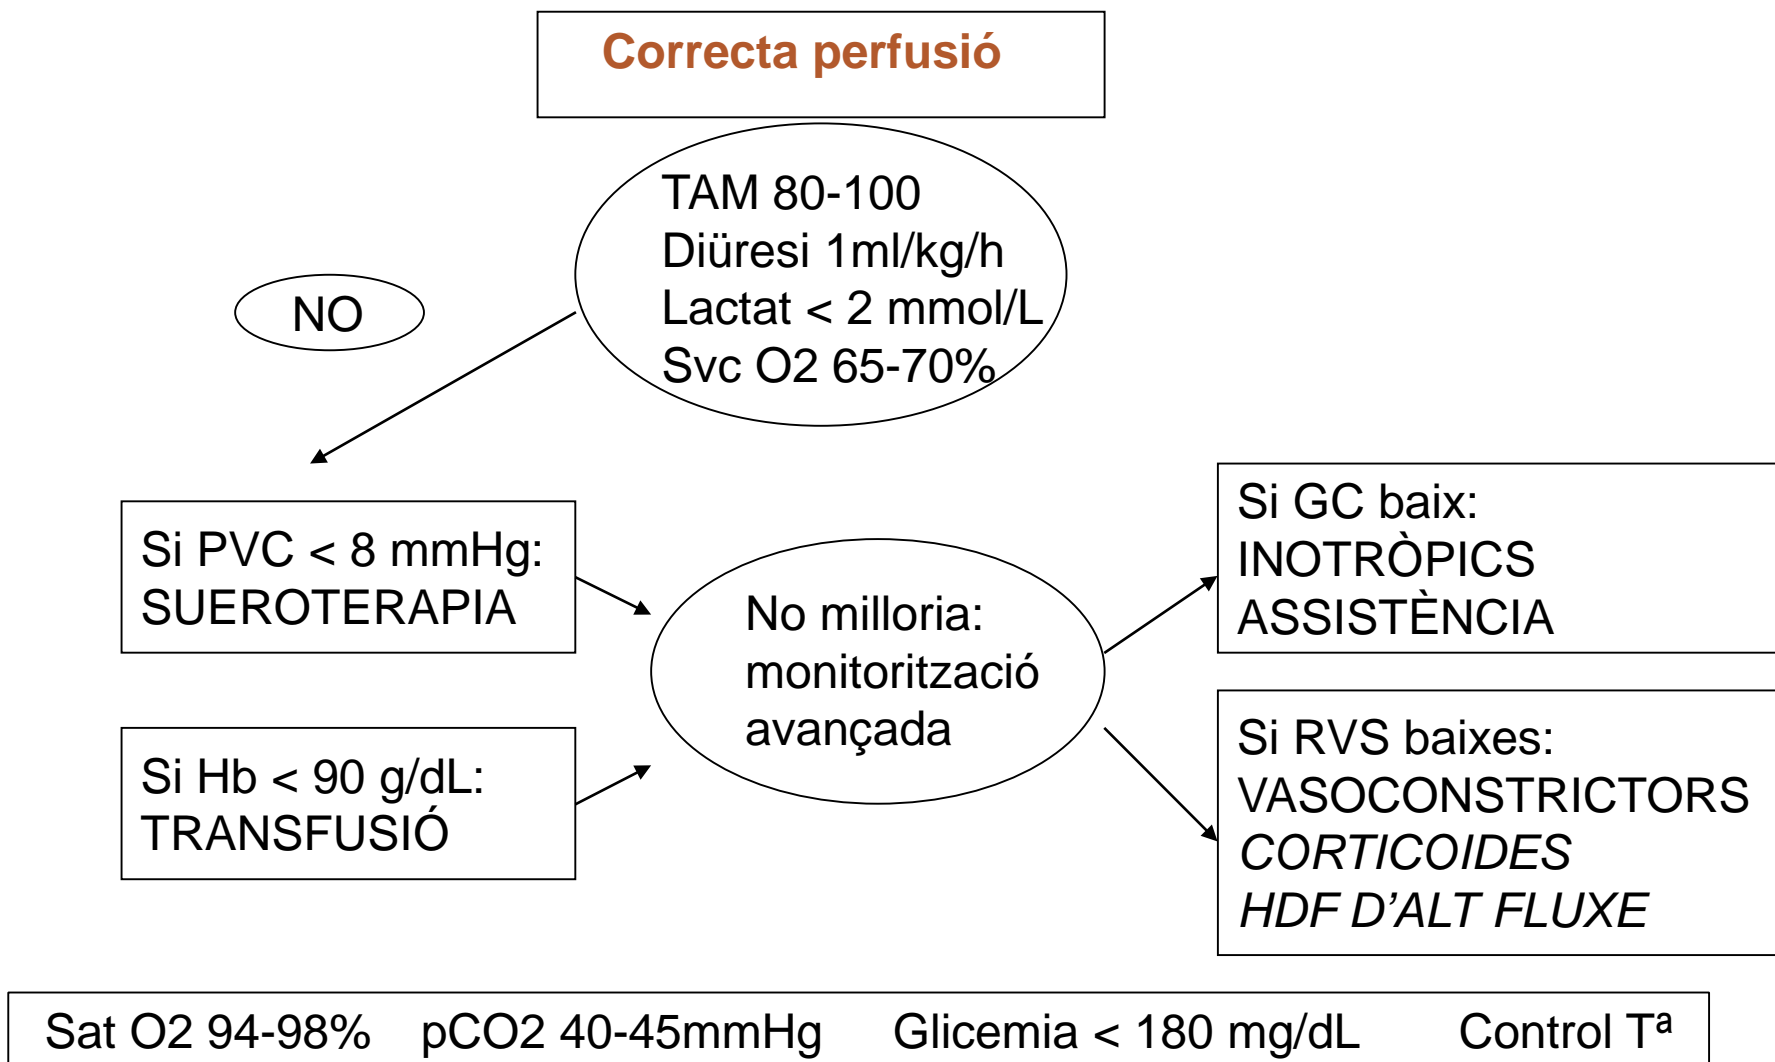 Correcta perfusió
TAM 80-100
Diüresi 1ml/kg/h
Lactat < 2 mmol/L
Svc O2 65-70%
NO
Si PVC < 8 mmHg:
SUEROTERAPIA
Si Hb < 90 g/dL:
TRANSFUSIÓ
No milloria:
monitorització
avançada
Si GC baix:
INOTRÒPICS
ASSISTÈNCIA
Si RVS baixes:
VASOCONSTRICTORS
CORTICOIDES
HDF D’ALT FLUXE
Sat O2 94-98% pCO2 40-45mmHg Glicemia < 180 mg/dL Control Tª